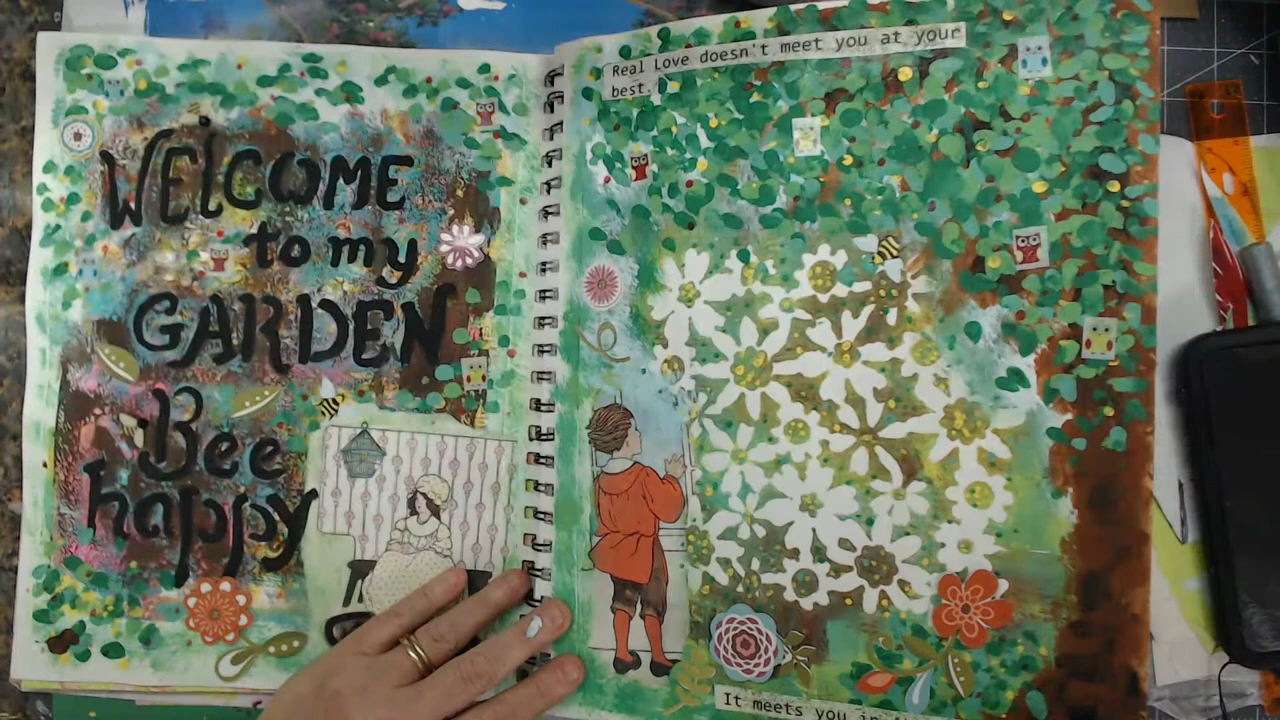 WElCOME
to my
GARDEN
Bee
happy
Real Love doesn't meet you at your
best.
It meets you in